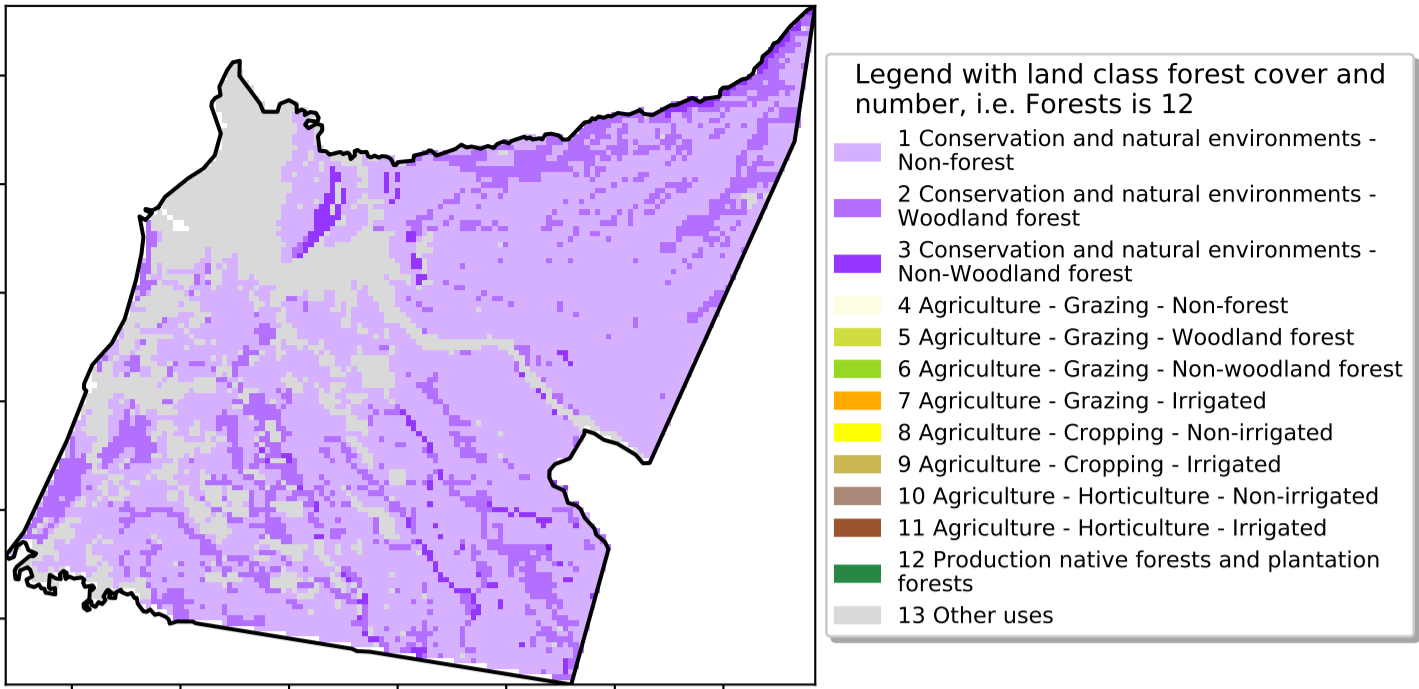 Legend with land class forest cover and
number, i.e. Forests is 12
1 Conservation and natural environments -
Non-forest
2 Conservation and natural environments -
Woodland forest
3 Conservation and natural environments -
Non-Woodland forest
4 Agriculture - Grazing - Non-forest
5 Agriculture - Grazing - Woodland forest
6 Agriculture - Grazing - Non-woodland forest
7 Agriculture - Grazing - Irrigated
8 Agriculture - Cropping - Non-irrigated
9 Agriculture - Cropping - Irrigated
10 Agriculture - Horticulture - Non-irrigated
11 Agriculture - Horticulture - Irrigated
12 Production native forests and plantation
forests
13 Other uses